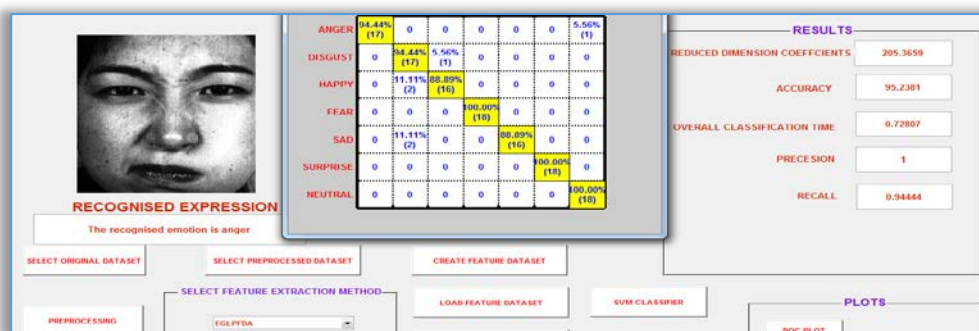 ANGER 94.44% (17) 0 0 0 0 0 5.56% (1)
DISGUST 0 94.44% (17) 5.56% (1) 0 0 0 0
HAPPY 0 11.11% (2) 88.89% (16) 0 0 0 0
FEAR 0 0 0 100.00% (18) 0 0 0
SAD 0 11.11% (2) 0 0 88.89% (16) 0 0
SURPRISE 0 0 0 0 0 100.00% (18) 0
NEUTRAL 0 0 0 0 0 0 100.00% (18)
RESULTS
REDUCED DIMENSION COEFFCIENTS 205.3659
ACCURACY 95.2381
OVERALL CLASSIFICATION TIME 0.72807
PRECESION 1
RECALL 0.94444
RECOGNISED EXPRESSION
The recognised emotion is anger
SELECT ORIGINAL DATASET SELECT PREPROCESSED DATASET CREATE FEATURE DATASET
SELECT FEATURE EXTRACTION METHOD
LOAD FEATURE DATASET SVM CLASSIFIER PLOTS
PREPROCESSING EGLPFDA
ROC PLOT